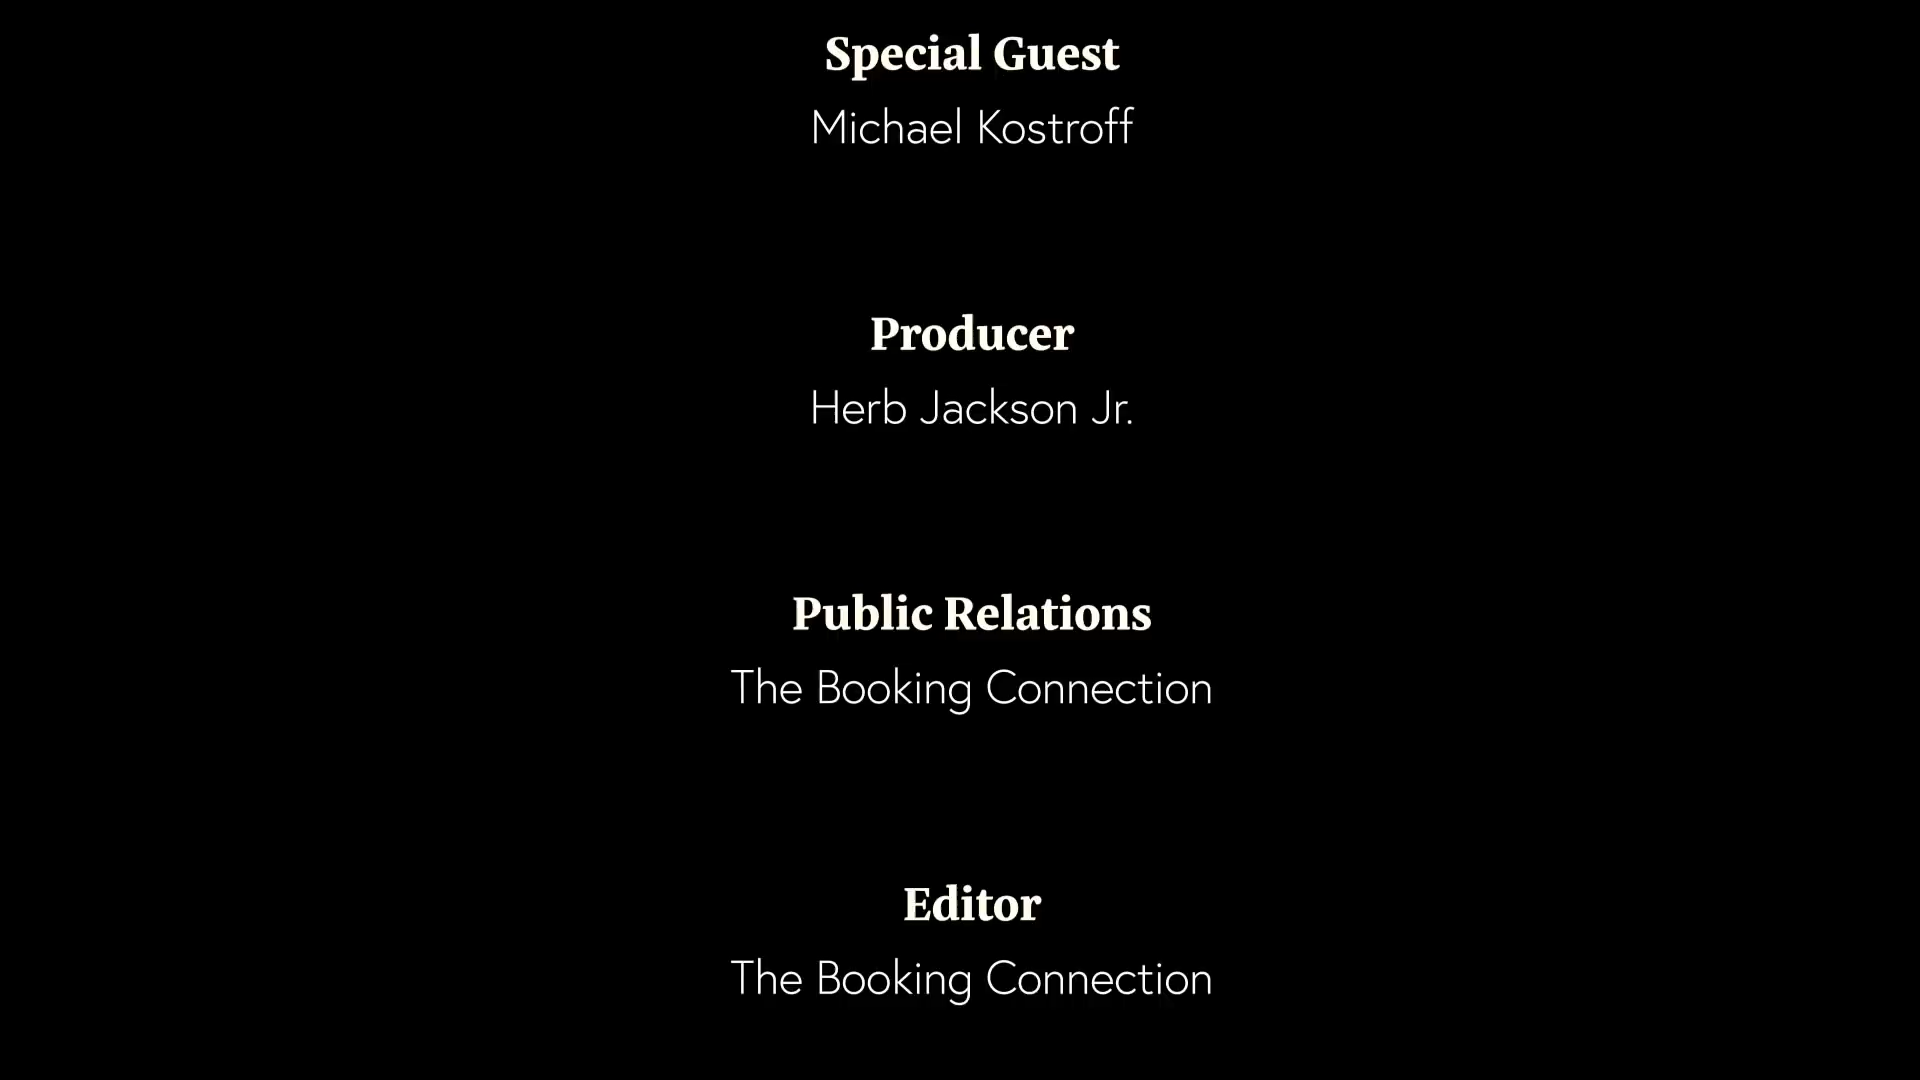 Special Guest
Michael Kostroff
Producer
Herb Jackson Jr.
Public Relations
The Booking Connection
Editor
The Booking Connection